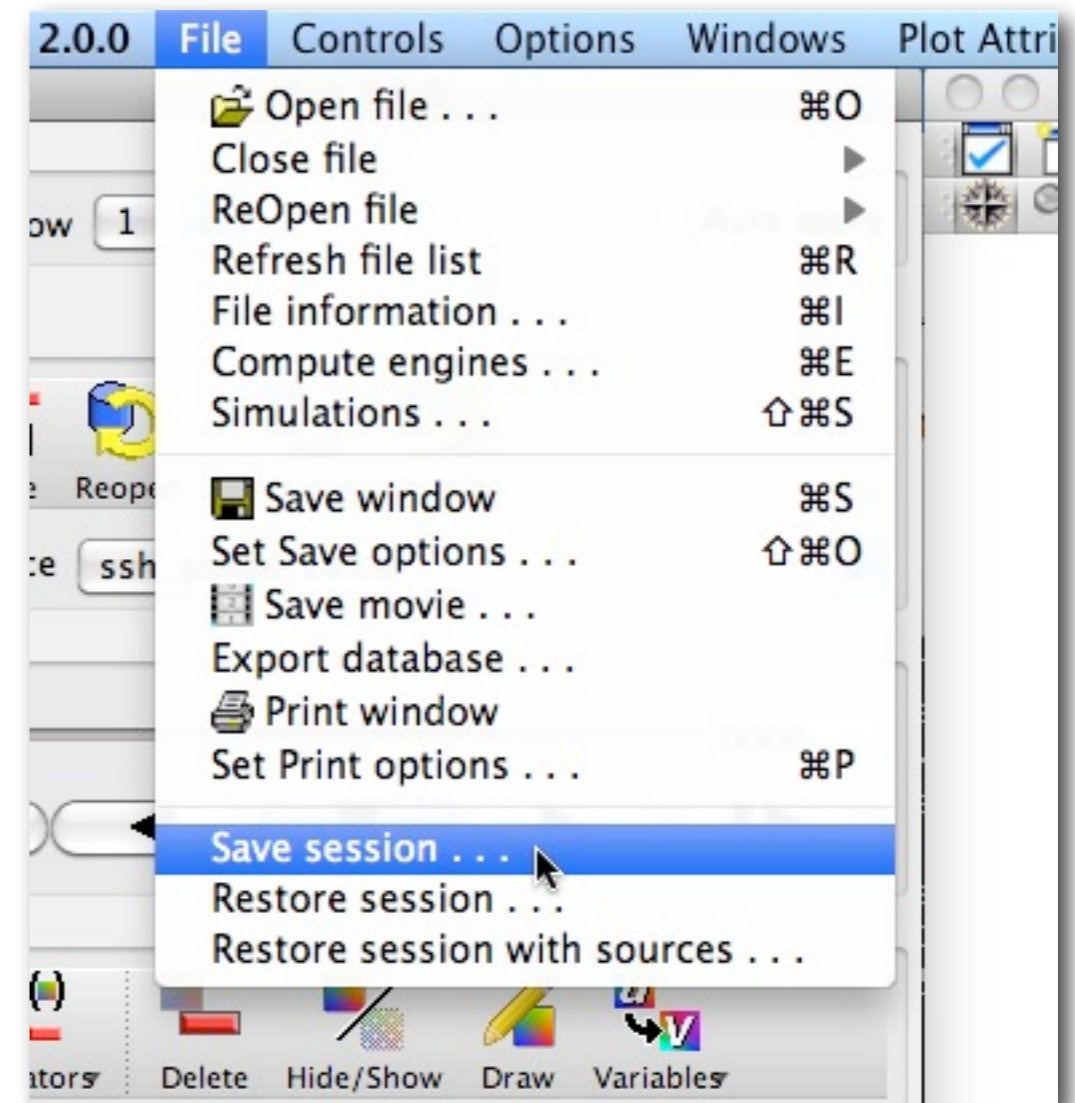 2.0.0 File Controls Options Windows Plot Attri
Open file . . . ⌘O
Close file ▶
ReOpen file ▶
Refresh file list ⌘R
File information . . . ⌘I
Compute engines . . . ⌘E
Simulations . . . ⇧⌘S
Save window ⌘S
Set Save options . . . ⇧⌘O
Save movie . . .
Export database . . .
Print window
Set Print options . . . ⌘P
Save session . . .
Restore session . . .
Restore session with sources . . .
ow 1
e Reope
ce ssh
ators Delete Hide/Show Draw Variables